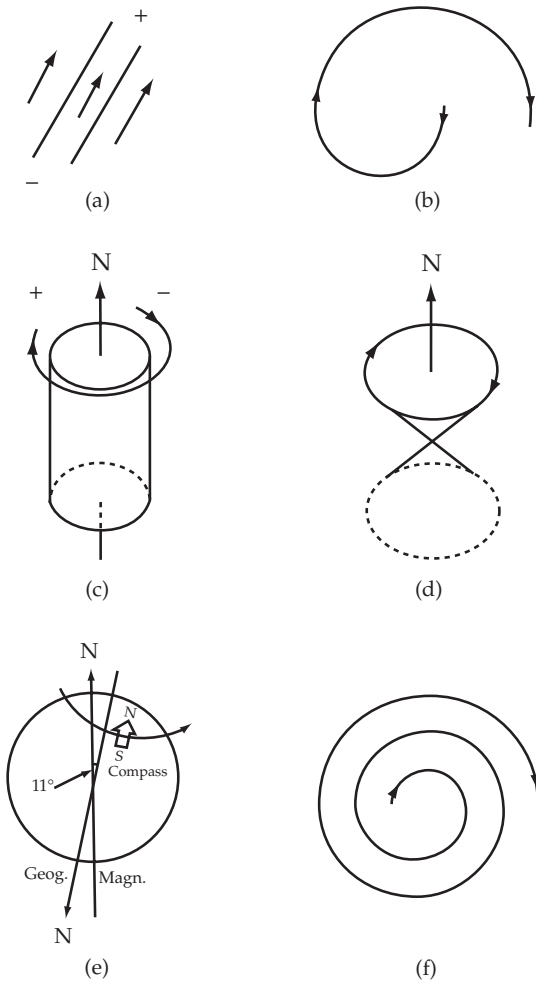 +
−
(a)
(b)
N
+
−
(c)
N
(d)
N
N
S
Compass
11°
Geog.
Magn.
N
(e)
(f)